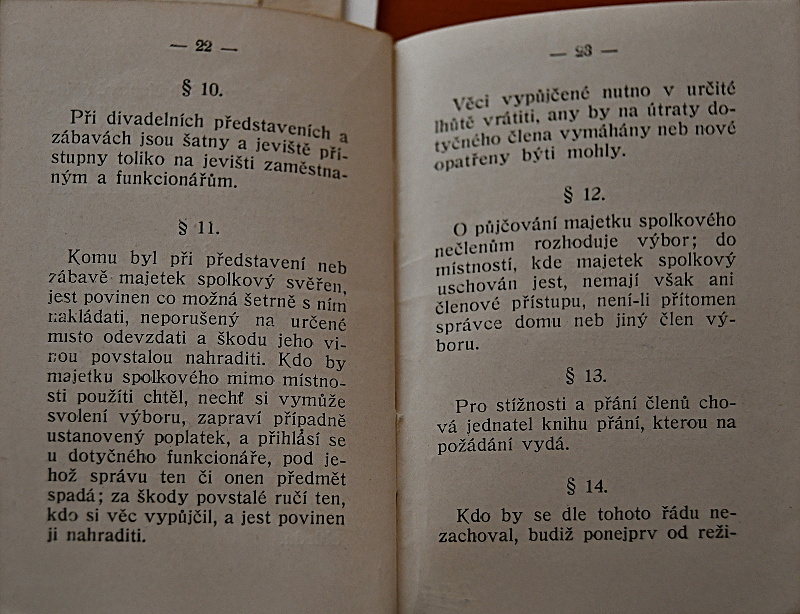 — 22 —
§ 10.
Při divadelních představeních a
zábavách jsou šatny a jeviště pří-
stupny toliko na jevišti zaměstna-
ným a funkcionářům.
§ 11.
Komu byl při představení neb
zábavě majetek spolkový svěřen,
jest povinen co možná šetrně s ním
nakládati, neporušený na určené
místo odevzdati a škodu jeho vi-
nou povstalou nahraditi. Kdo by
majetku spolkového mimo místno-
sti použíti chtěl, nechť si vymůže
svolení výboru, zapraví případně
ustanovený poplatek, a přihlásí se
u dotyčného funkcionáře, pod je-
hož správu ten či onen předmět
spadá; za škody povstalé ručí ten,
kdo si věc vypůjčil, a jest povinen
ji nahraditi.
— 23 —
Věci vypůjčené nutno v určité
lhůtě vrátiti, any by na útraty do-
tyčného člena vymáhány neb nové
opatřeny býti mohly.
§ 12.
O půjčování majetku spolkového
nečlenům rozhoduje výbor; do
místností, kde majetek spolkový
uschován jest, nemají však ani
členové přístupu, není-li přítomen
správce domu neb jiný člen vý-
boru.
§ 13.
Pro stížnosti a přání členů cho-
vá jednatel knihu přání, kterou na
požádání vydá.
§ 14.
Kdo by se dle tohoto řádu ne-
zachoval, budiž ponejprv od reži-